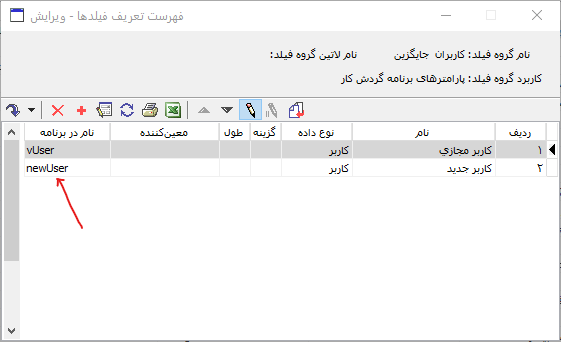 فهرست تعریف فیلدها - ویرایش
نام گروه فیلد: کاربران جایگزین نام لاتین گروه فیلد:
کاربرد گروه فیلد: پارامترهای برنامه گردش کار
ردیف نام نوع داده گزینه طول معین‌کننده نام در برنامه
۱ کاربر مجازي کاربر vUser
۲ کاربر جدید کاربر newUser